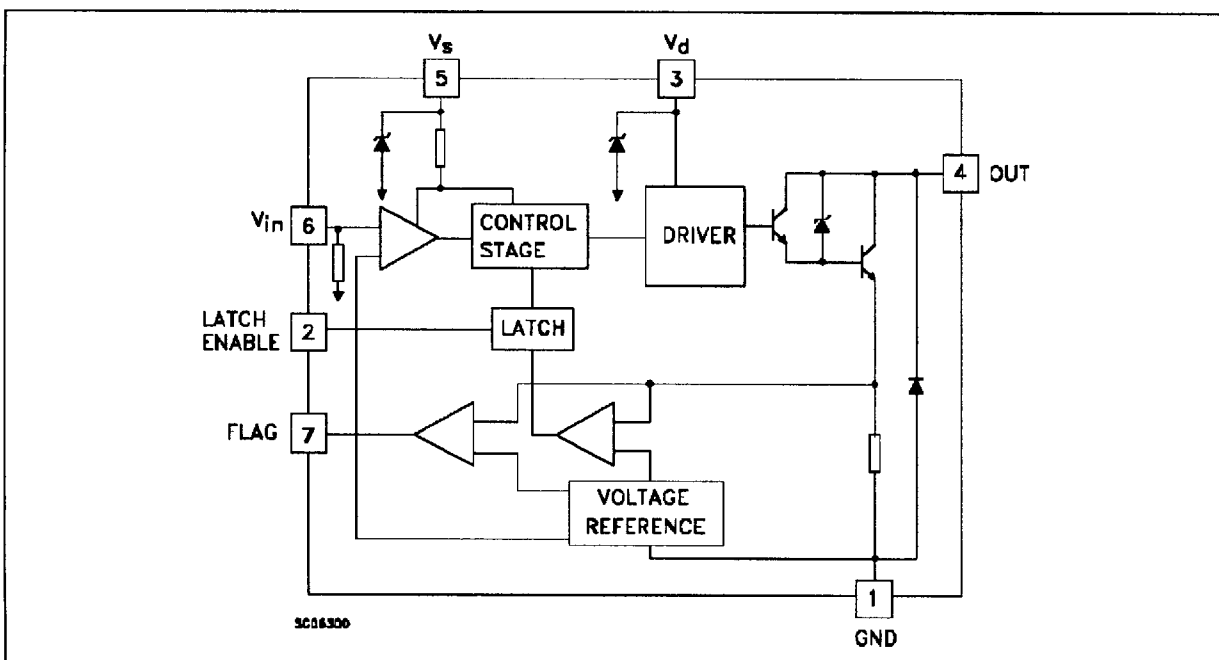 Vs
Vd
5
3
4
OUT
Vin
6
CONTROL
STAGE
DRIVER
LATCH
ENABLE
2
LATCH
FLAG
7
VOLTAGE
REFERENCE
1
GND
SC06300